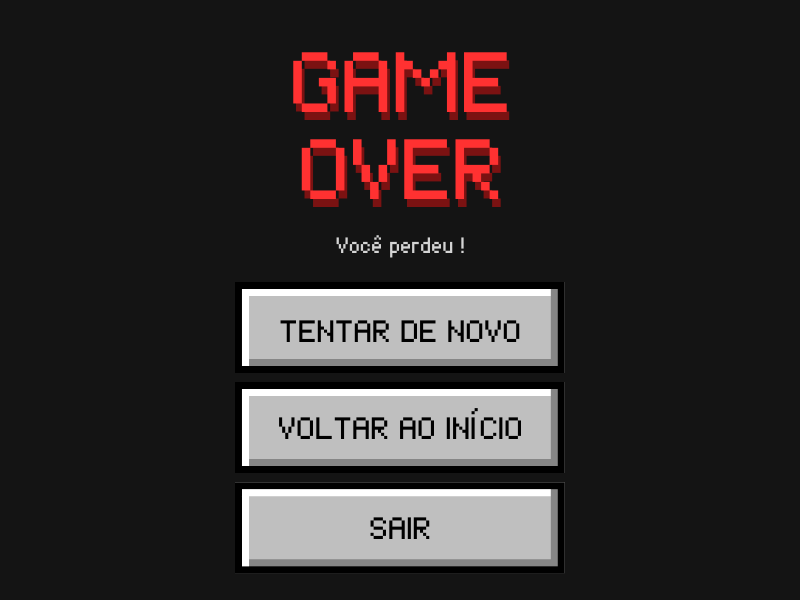 GAME
OVER
Você perdeu !
TENTAR DE NOVO
VOLTAR AO INÍCIO
SAIR